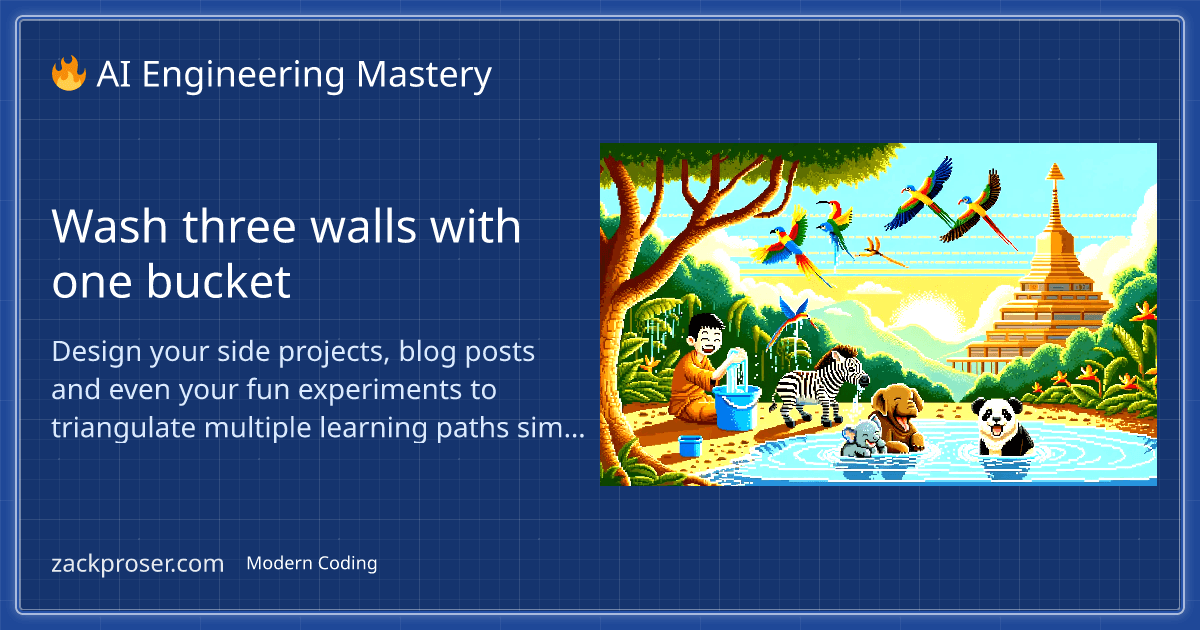 🔥 AI Engineering Mastery
Wash three walls with
one bucket
Design your side projects, blog posts
and even your fun experiments to
triangulate multiple learning paths sim...
zackproser.com Modern Coding